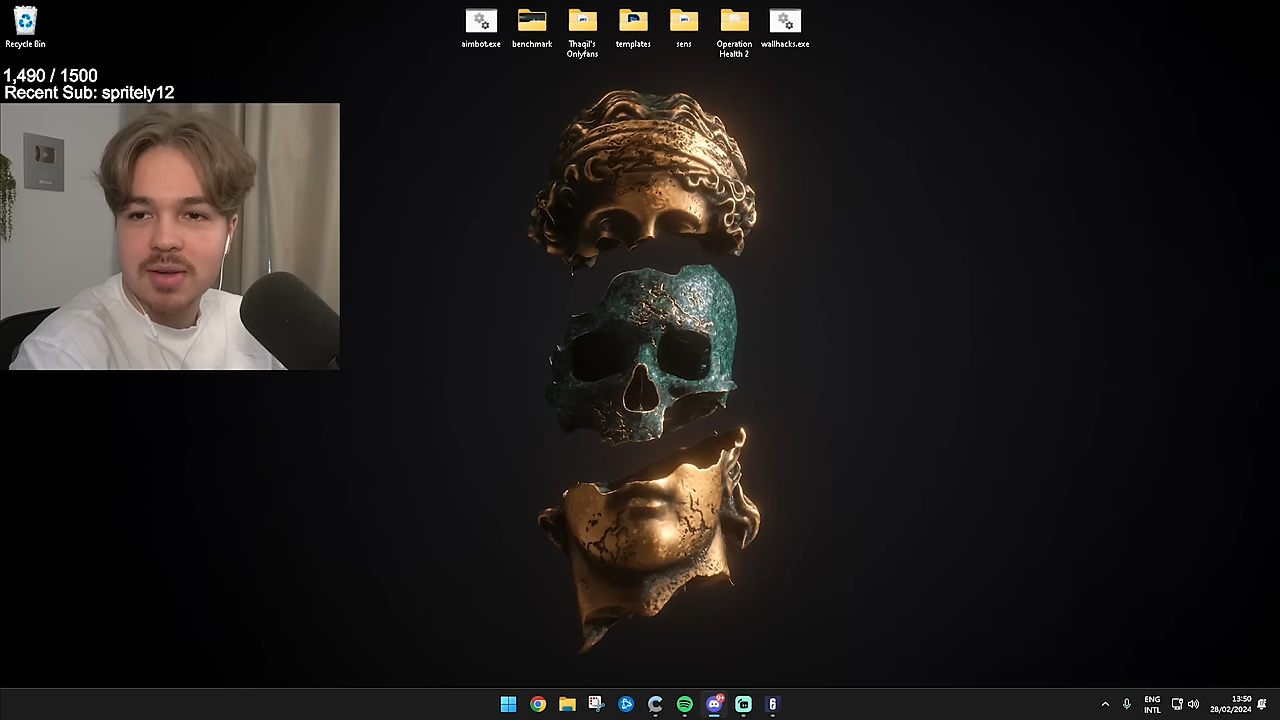 Recycle Bin
aimbot.exe
benchmark
Thaqil's
Onlyfans
templates
sens
Operation
Health 2
wallhacks.exe
1,490 / 1500
Recent Sub: spritely12
ENG
INTL
13:50
28/02/2024